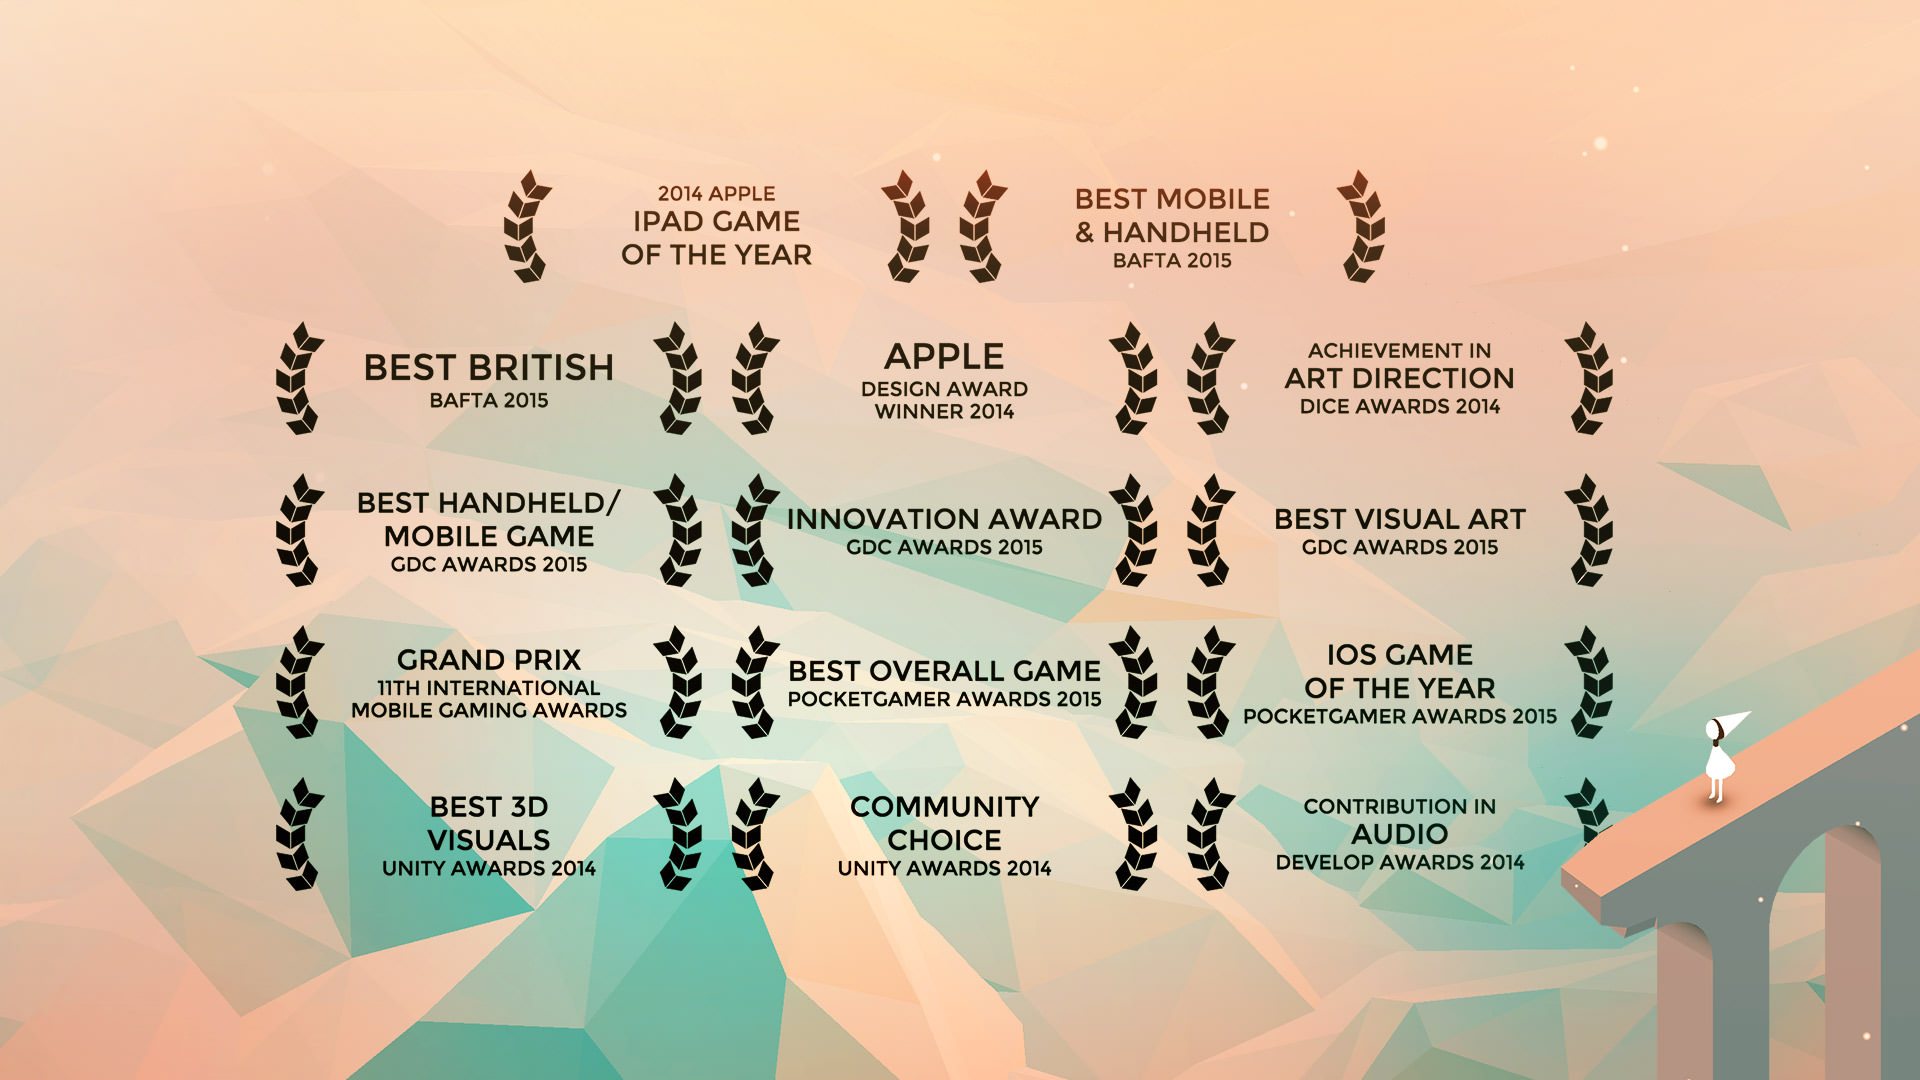 2014 APPLE
IPAD GAME
OF THE YEAR
BEST MOBILE
& HANDHELD
BAFTA 2015
BEST BRITISH
BAFTA 2015
APPLE
DESIGN AWARD
WINNER 2014
ACHIEVEMENT IN
ART DIRECTION
DICE AWARDS 2014
BEST HANDHELD/
MOBILE GAME
GDC AWARDS 2015
INNOVATION AWARD
GDC AWARDS 2015
BEST VISUAL ART
GDC AWARDS 2015
GRAND PRIX
11TH INTERNATIONAL
MOBILE GAMING AWARDS
BEST OVERALL GAME
POCKETGAMER AWARDS 2015
IOS GAME
OF THE YEAR
POCKETGAMER AWARDS 2015
BEST 3D
VISUALS
UNITY AWARDS 2014
COMMUNITY
CHOICE
UNITY AWARDS 2014
CONTRIBUTION IN
AUDIO
DEVELOP AWARDS 2014